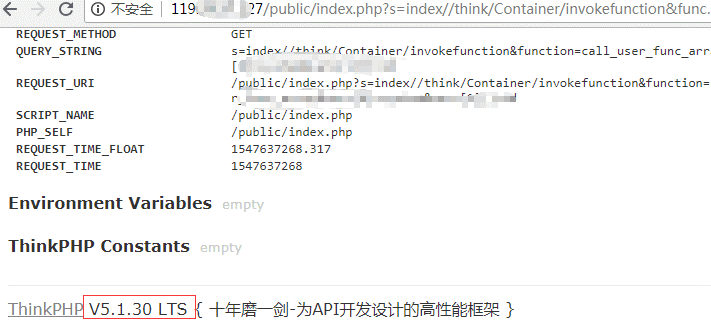 不安全 119. 27/public/index.php?s=index//think/Container/invokefunction&func.
REQUEST_METHOD GET
QUERY_STRING s=index//think/Container/invokefunction&function=call_user_func_arr
[
REQUEST_URI /public/index.php?s=index//think/Container/invokefunction&function=
SCRIPT_NAME /public/index.php
PHP_SELF /public/index.php
REQUEST_TIME_FLOAT 1547637268.317
REQUEST_TIME 1547637268
Environment Variables empty
ThinkPHP Constants empty
ThinkPHP V5.1.30 LTS { 十年磨一剑-为API开发设计的高性能框架 }